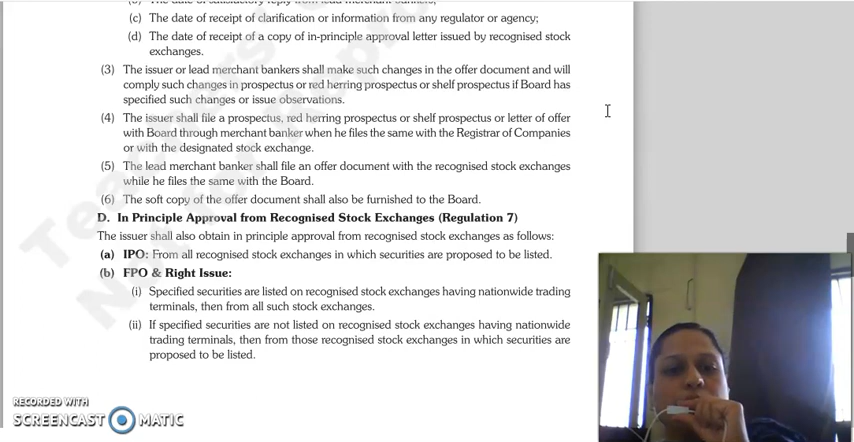 (b) The date of satisfactory reply from lead merchant bankers;
(c) The date of receipt of clarification or information from any regulator or agency;
(d) The date of receipt of a copy of in-principle approval letter issued by recognised stock
exchanges.
(3) The issuer or lead merchant bankers shall make such changes in the offer document and will
comply such changes in prospectus or red herring prospectus or shelf prospectus if Board has
specified such changes or issue observations.
(4) The issuer shall file a prospectus, red herring prospectus or shelf prospectus or letter of offer
with Board through merchant banker when he files the same with the Registrar of Companies
or with the designated stock exchange.
(5) The lead merchant banker shall file an offer document with the recognised stock exchanges
while he files the same with the Board.
(6) The soft copy of the offer document shall also be furnished to the Board.
D. In Principle Approval from Recognised Stock Exchanges (Regulation 7)
The issuer shall also obtain in principle approval from recognised stock exchanges as follows:
(a) IPO: From all recognised stock exchanges in which securities are proposed to be listed.
(b) FPO & Right Issue:
(i) Specified securities are listed on recognised stock exchanges having nationwide trading
terminals, then from all such stock exchanges.
(ii) If specified securities are not listed on recognised stock exchanges having nationwide
trading terminals, then from those recognised stock exchanges in which securities are
proposed to be listed.
RECORDED WITH
SCREENCAST MATIC